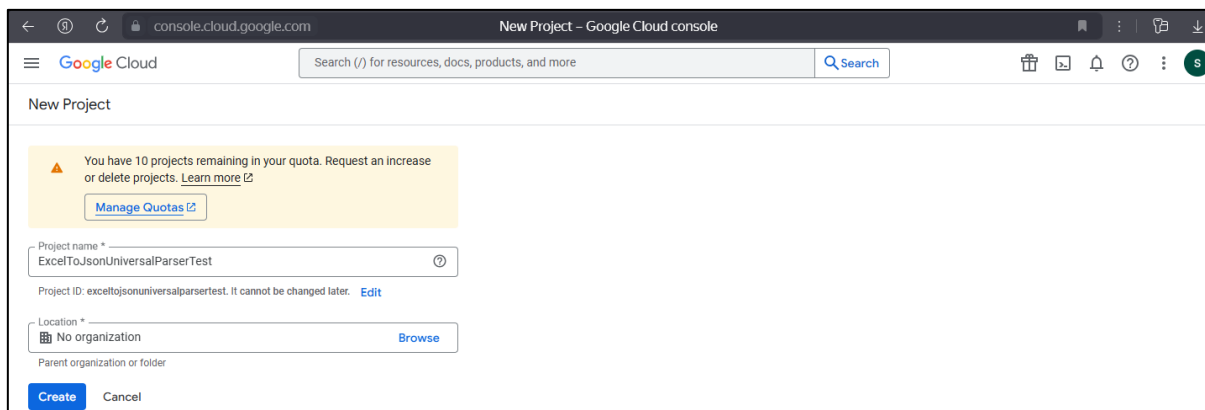 console.cloud.google.com New Project – Google Cloud console
Google Cloud Search (/) for resources, docs, products, and more Search S
New Project
You have 10 projects remaining in your quota. Request an increase
or delete projects. Learn more
Manage Quotas
Project name *
ExcelToJsonUniversalParserTest
Project ID: exceltojsonuniversalparsertest. It cannot be changed later. Edit
Location *
No organization Browse
Parent organization or folder
Create Cancel